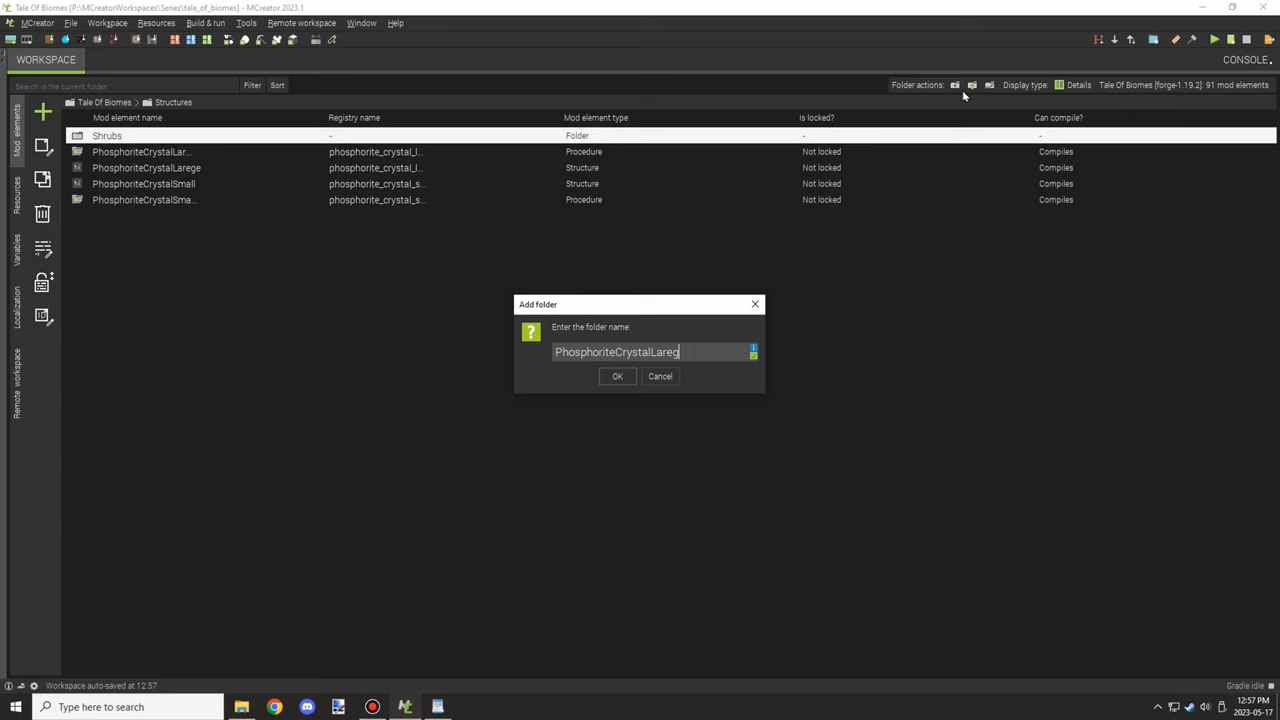 Tale Of Biomes [P:\MCreatorWorkspaces\Series\tale_of_biomes] - MCreator 2023.1
MCreator File Workspace Resources Build & run Tools Remote workspace Window Help
WORKSPACE CONSOLE
Search in the current folder Filter Sort Folder actions: Display type: Details Tale Of Biomes [forge-1.19.2]: 91 mod elements
Tale Of Biomes Structures
Mod element name Registry name Mod element type Is locked? Can compile?
Shrubs - Folder - -
PhosphoriteCrystalLar... phosphorite_crystal_l... Procedure Not locked Compiles
PhosphoriteCrystalLarege phosphorite_crystal_l... Structure Not locked Compiles
PhosphoriteCrystalSmall phosphorite_crystal_s... Structure Not locked Compiles
PhosphoriteCrystalSma... phosphorite_crystal_s... Procedure Not locked Compiles
Mod elements
Resources
Variables
Localization
Remote workspace
Add folder
Enter the folder name:
PhosphoriteCrystalLareg
OK Cancel
Workspace auto-saved at 12:57 Gradle idle
Type here to search
12:57 PM
2023-05-17